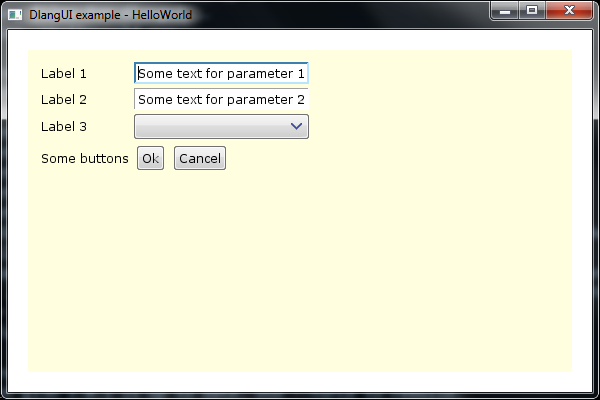 DlangUI example - HelloWorld
Label 1 Some text for parameter 1
Label 2 Some text for parameter 2
Label 3
Some buttons Ok Cancel